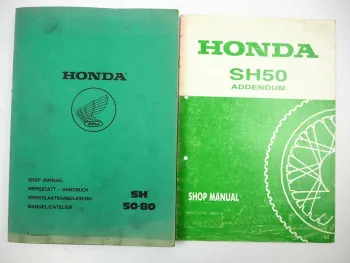 HONDA
SHOP MANUAL
WERKSTATT - HANDBUCH
WERKPLAATSHANDLEIDING
MANUEL D'ATELIER
SH
50·80
HONDA
SH50
ADDENDUM
SHOP MANUAL